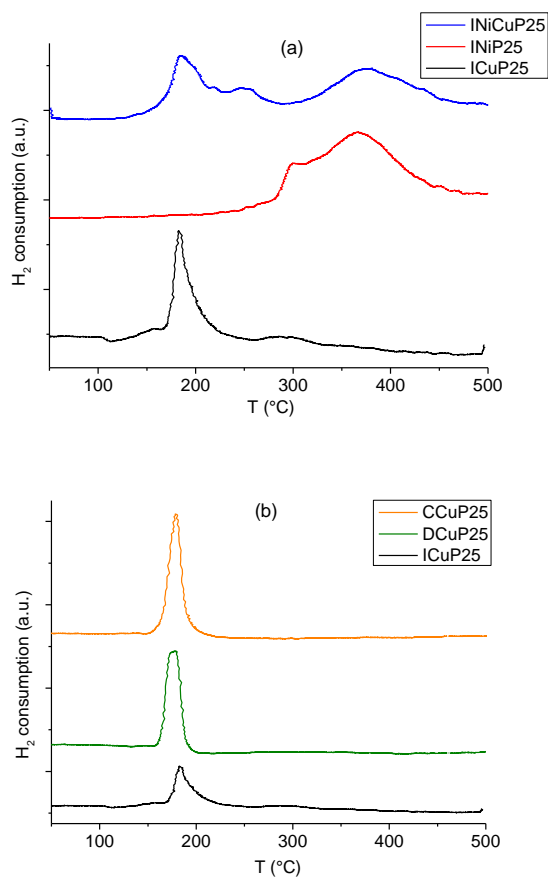 (a)
INiCuP25
INiP25
ICuP25
H2 consumption (a.u.)
100 200 300 400 500
T (°C)
(b)
CCuP25
DCuP25
ICuP25
H2 consumption (a.u.)
100 200 300 400 500
T (°C)